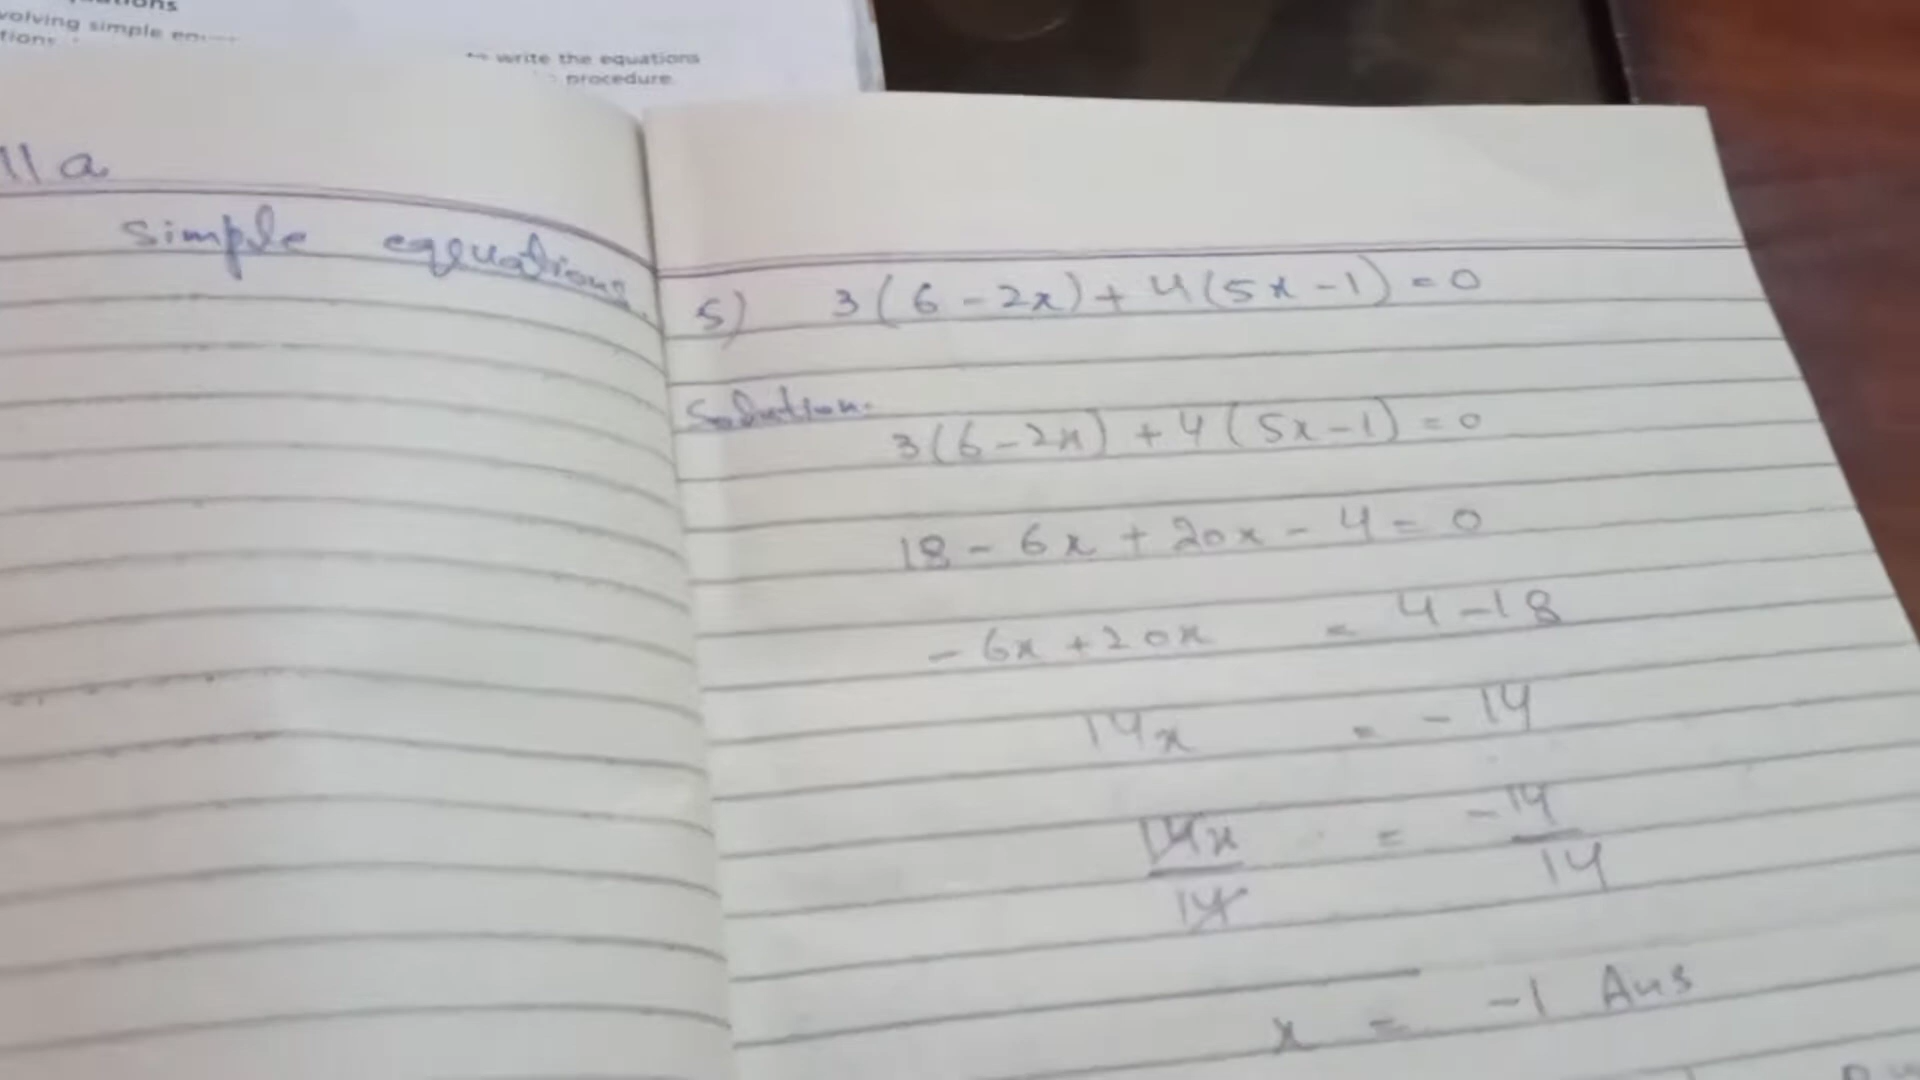 volving simple
write the equations
procedure.
11a
simple equations
5) 3(6-2x)+4(5x-1)=0
Solution.
3(6-2x)+4(5x-1)=0
18-6x+20x-4=0
-6x+20x = 4-18
14x = -14
14x/14 = -14/14
x = -1 Ans